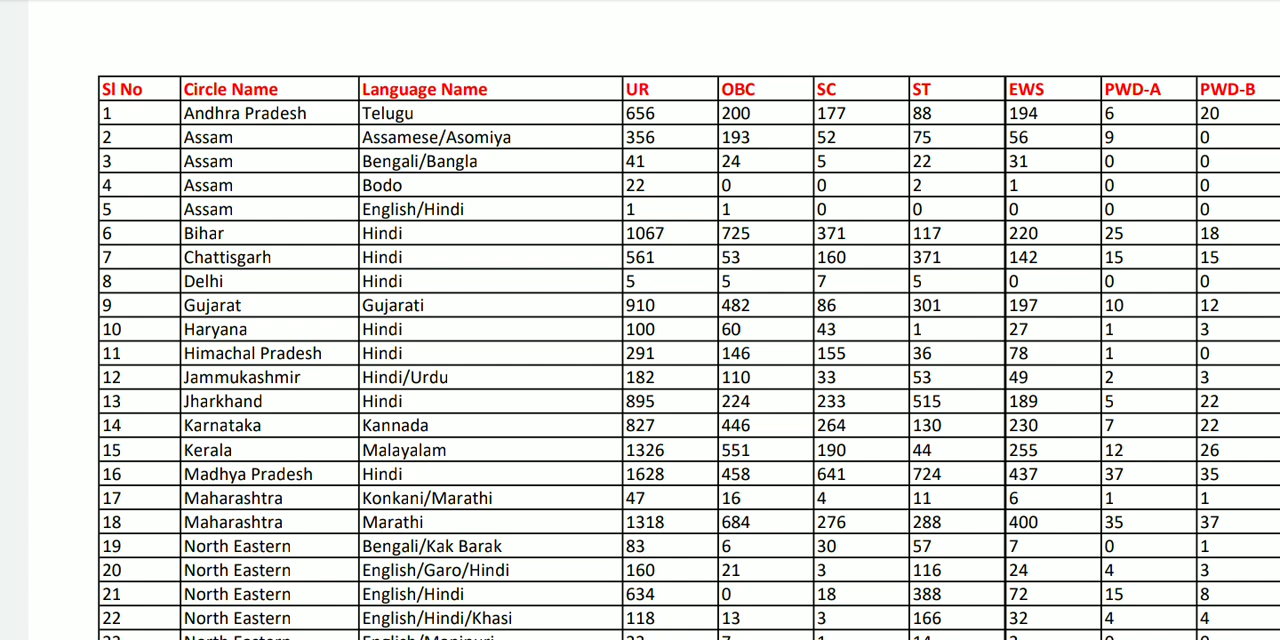 Sl No Circle Name Language Name UR OBC SC ST EWS PWD-A PWD-B
1 Andhra Pradesh Telugu 656 200 177 88 194 6 20
2 Assam Assamese/Asomiya 356 193 52 75 56 9 0
3 Assam Bengali/Bangla 41 24 5 22 31 0 0
4 Assam Bodo 22 0 0 2 1 0 0
5 Assam English/Hindi 1 1 0 0 0 0 0
6 Bihar Hindi 1067 725 371 117 220 25 18
7 Chattisgarh Hindi 561 53 160 371 142 15 15
8 Delhi Hindi 5 5 7 5 0 0 0
9 Gujarat Gujarati 910 482 86 301 197 10 12
10 Haryana Hindi 100 60 43 1 27 1 3
11 Himachal Pradesh Hindi 291 146 155 36 78 1 0
12 Jammukashmir Hindi/Urdu 182 110 33 53 49 2 3
13 Jharkhand Hindi 895 224 233 515 189 5 22
14 Karnataka Kannada 827 446 264 130 230 7 22
15 Kerala Malayalam 1326 551 190 44 255 12 26
16 Madhya Pradesh Hindi 1628 458 641 724 437 37 35
17 Maharashtra Konkani/Marathi 47 16 4 11 6 1 1
18 Maharashtra Marathi 1318 684 276 288 400 35 37
19 North Eastern Bengali/Kak Barak 83 6 30 57 7 0 1
20 North Eastern English/Garo/Hindi 160 21 3 116 24 4 3
21 North Eastern English/Hindi 634 0 18 388 72 15 8
22 North Eastern English/Hindi/Khasi 118 13 3 166 32 4 4
North Eastern English/Manipuri